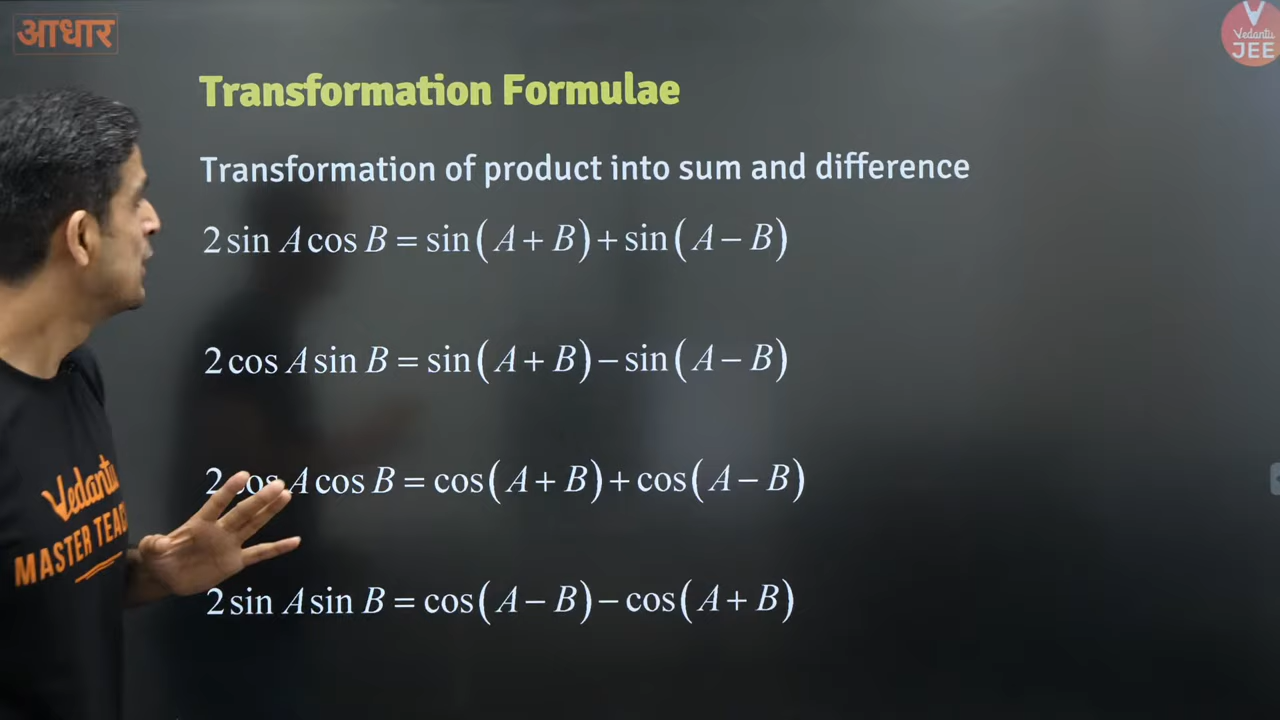 आधार
Vedantu
JEE
Transformation Formulae
Transformation of product into sum and difference
2 sin A cos B = sin(A + B) + sin(A − B)
2 cos A sin B = sin(A + B) − sin(A − B)
2 cos A cos B = cos(A + B) + cos(A − B)
Vedantu
MASTER
2 sin A sin B = cos(A − B) − cos(A + B)